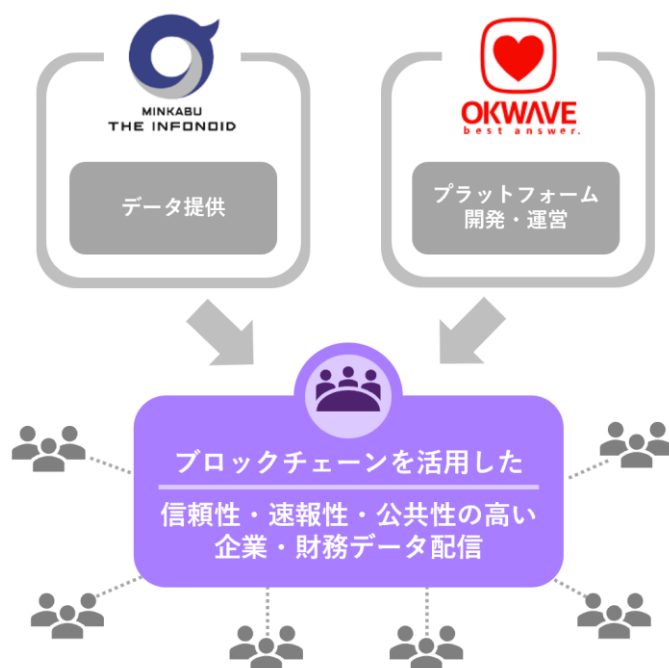 MINKABU
THE INFONOID
データ提供
OKWAVE
best answer.
プラットフォーム
開発・運営
ブロックチェーンを活用した
信頼性・速報性・公共性の高い
企業・財務データ配信